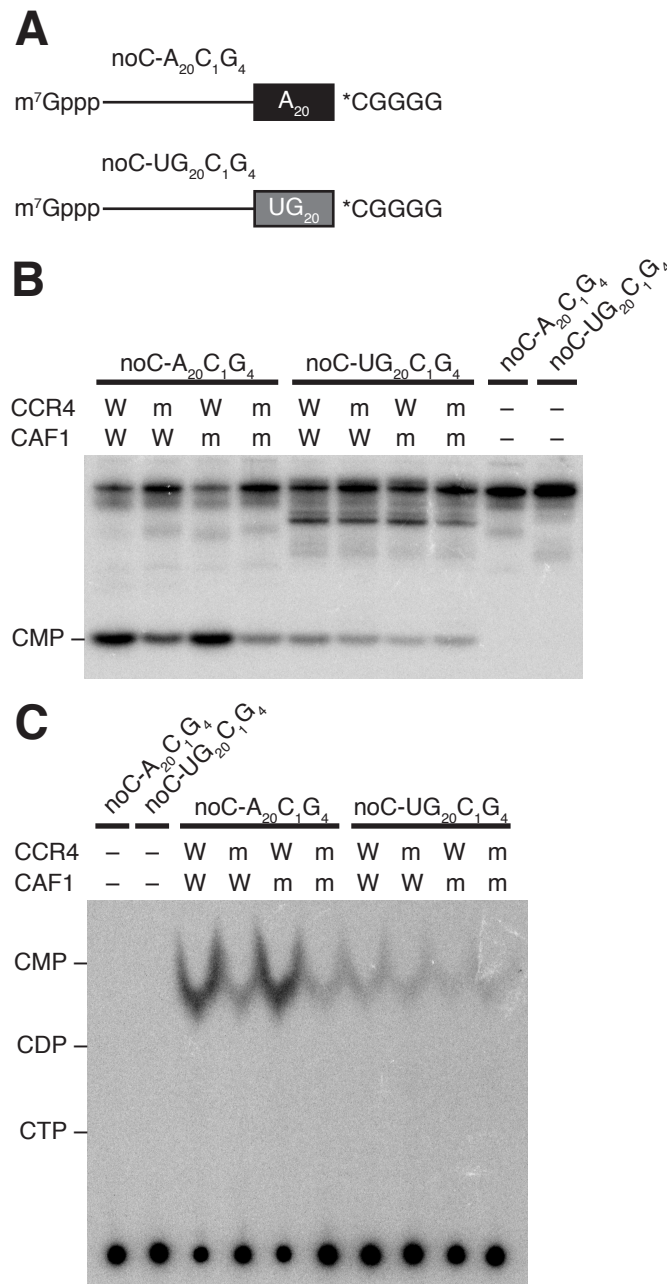 A
noC-A₂₀C₁G₄
m⁷Gppp A₂₀ *CGGGG
noC-UG₂₀C₁G₄
m⁷Gppp UG₂₀ *CGGGG
B
noC-A₂₀C₁G₄ noC-UG₂₀C₁G₄ noC-A₂₀C₁G₄ noC-UG₂₀C₁G₄
CCR4 W m W m W m W m – –
CAF1 W W m m W W m m – –
CMP –
C
noC-A₂₀C₁G₄ noC-UG₂₀C₁G₄ noC-A₂₀C₁G₄ noC-UG₂₀C₁G₄
CCR4 – – W m W m W m W m
CAF1 – – W W m m W W m m
CMP –
CDP –
CTP –